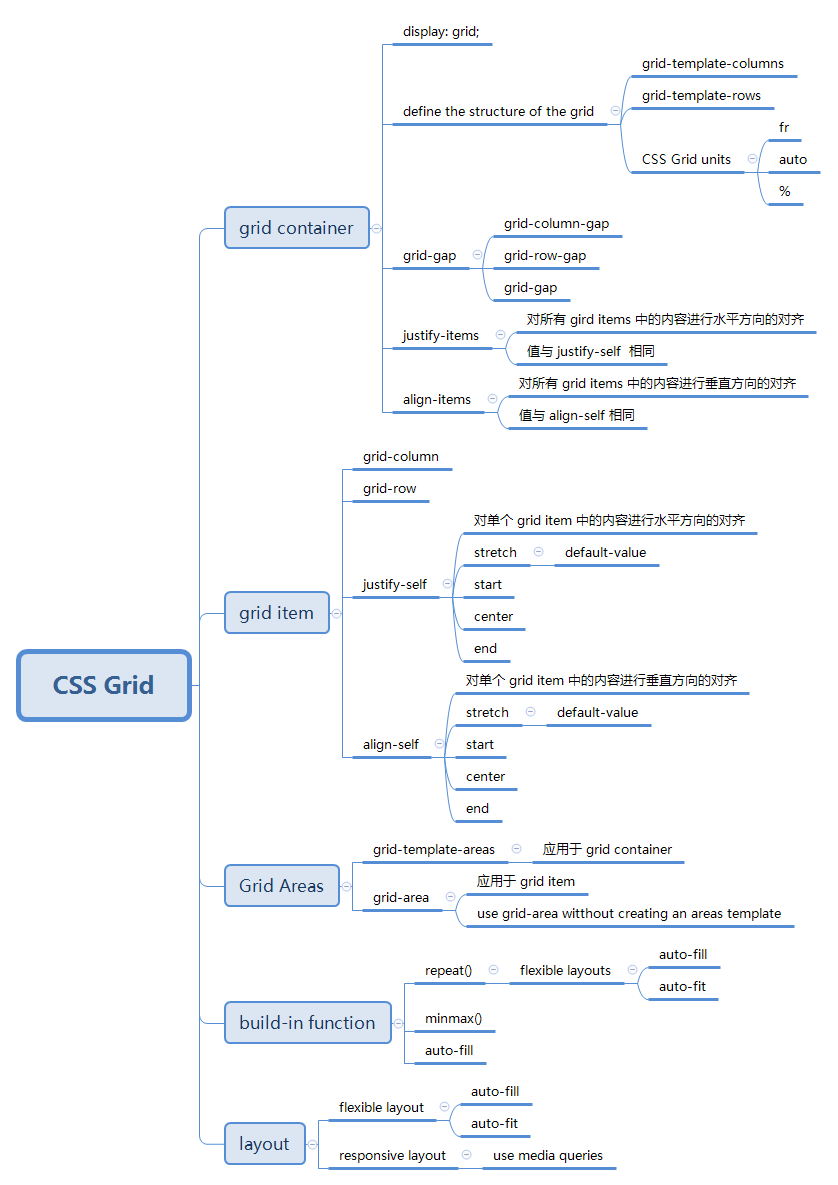 CSS Grid
grid container
display: grid;
define the structure of the grid
grid-template-columns
grid-template-rows
CSS Grid units
fr
auto
%
grid-gap
grid-column-gap
grid-row-gap
grid-gap
justify-items
对所有 gird items 中的内容进行水平方向的对齐
值与 justify-self 相同
align-items
对所有 grid items 中的内容进行垂直方向的对齐
值与 align-self 相同
grid item
grid-column
grid-row
justify-self
对单个 grid item 中的内容进行水平方向的对齐
stretch
default-value
start
center
end
align-self
对单个 grid item 中的内容进行垂直方向的对齐
stretch
default-value
start
center
end
Grid Areas
grid-template-areas
应用于 grid container
grid-area
应用于 grid item
use grid-area witthout creating an areas template
build-in function
repeat()
flexible layouts
auto-fill
auto-fit
minmax()
auto-fill
layout
flexible layout
auto-fill
auto-fit
responsive layout
use media queries